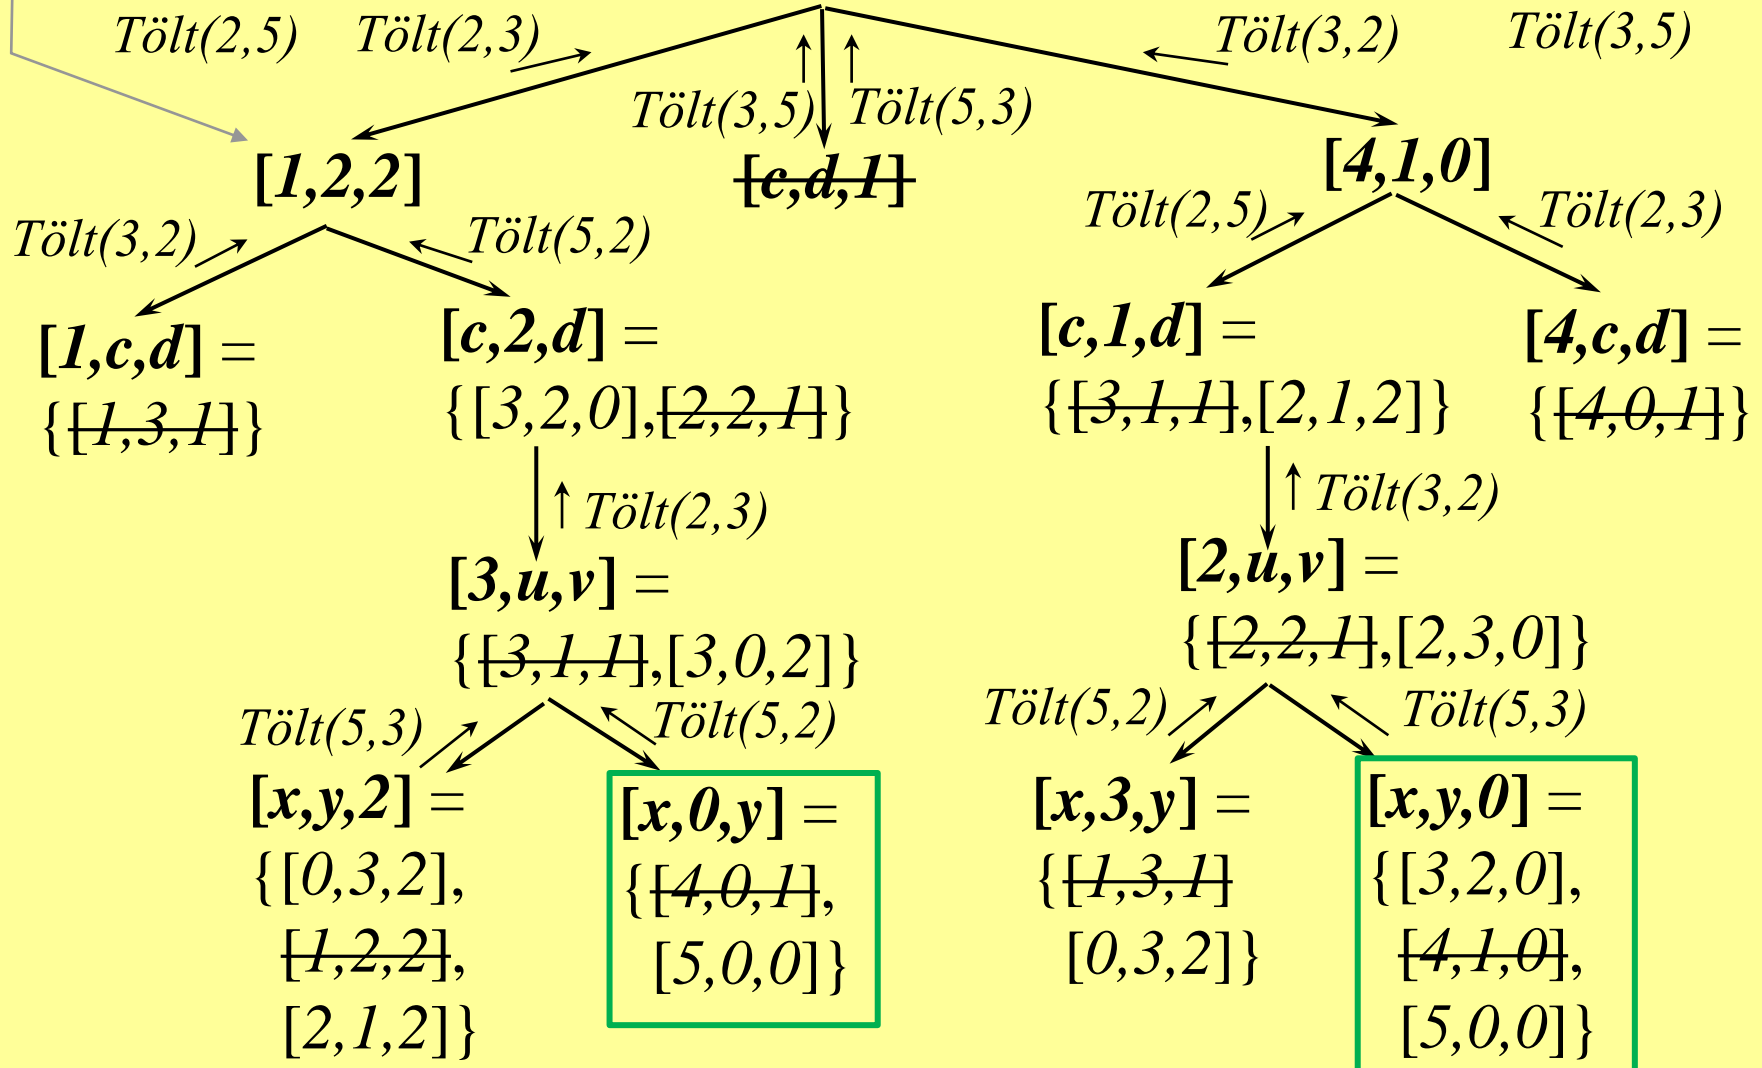 Tölt(2,5) Tölt(2,3) Tölt(3,2) Tölt(3,5)
Tölt(3,5) Tölt(5,3)
[1,2,2] [c,d,1] [4,1,0]
Tölt(3,2) Tölt(5,2) Tölt(2,5) Tölt(2,3)
[1,c,d] = [c,2,d] = [c,1,d] = [4,c,d] =
{[1,3,1]} {[3,2,0],[2,2,1]} {[3,1,1],[2,1,2]} {[4,0,1]}
Tölt(2,3) Tölt(3,2)
[3,u,v] = [2,u,v] =
{[3,1,1],[3,0,2]} {[2,2,1],[2,3,0]}
Tölt(5,3) Tölt(5,2) Tölt(5,2) Tölt(5,3)
[x,y,2] = [x,0,y] = [x,3,y] = [x,y,0] =
{[0,3,2], {[4,0,1], {[1,3,1] {[3,2,0],
[1,2,2], [5,0,0]} [0,3,2]} [4,1,0],
[2,1,2]} [5,0,0]}